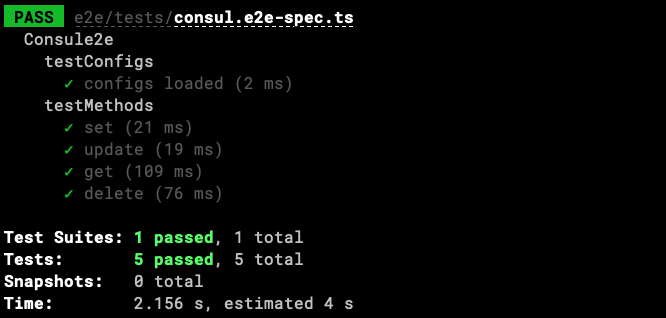 PASS e2e/tests/consul.e2e-spec.ts
Consule2e
testConfigs
✓ configs loaded (2 ms)
testMethods
✓ set (21 ms)
✓ update (19 ms)
✓ get (109 ms)
✓ delete (76 ms)
Test Suites: 1 passed, 1 total
Tests: 5 passed, 5 total
Snapshots: 0 total
Time: 2.156 s, estimated 4 s